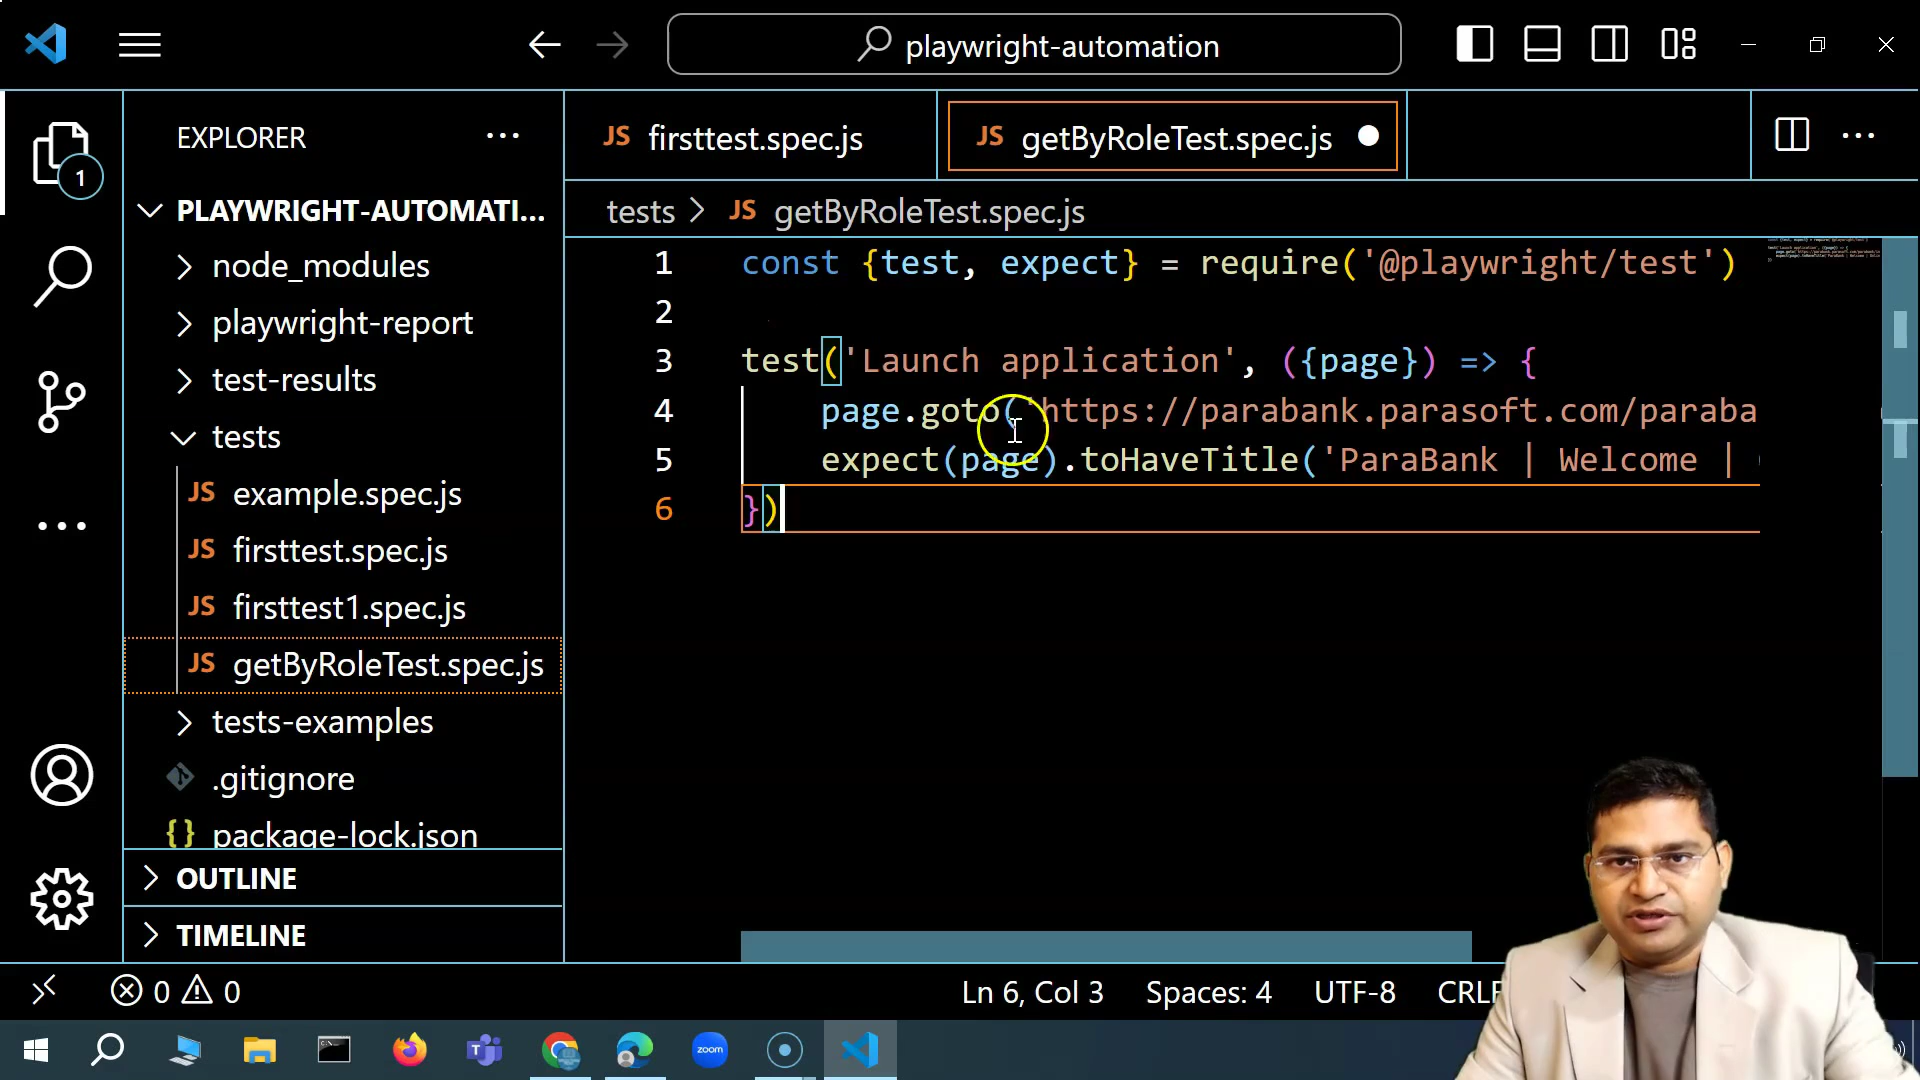 playwright-automation
1
EXPLORER
PLAYWRIGHT-AUTOMATI...
node_modules
playwright-report
test-results
tests
JS example.spec.js
JS firsttest.spec.js
JS firsttest1.spec.js
JS getByRoleTest.spec.js
tests-examples
.gitignore
{} package-lock.json
OUTLINE
TIMELINE
JS firsttest.spec.js
JS getByRoleTest.spec.js
tests > JS getByRoleTest.spec.js
1 const {test, expect} = require('@playwright/test')
2
3 test('Launch application', ({page}) => {
4 page.goto('https://parabank.parasoft.com/paraba
5 expect(page).toHaveTitle('ParaBank | Welcome |
6 })
0 0
Ln 6, Col 3 Spaces: 4 UTF-8 CRLF
T zoom